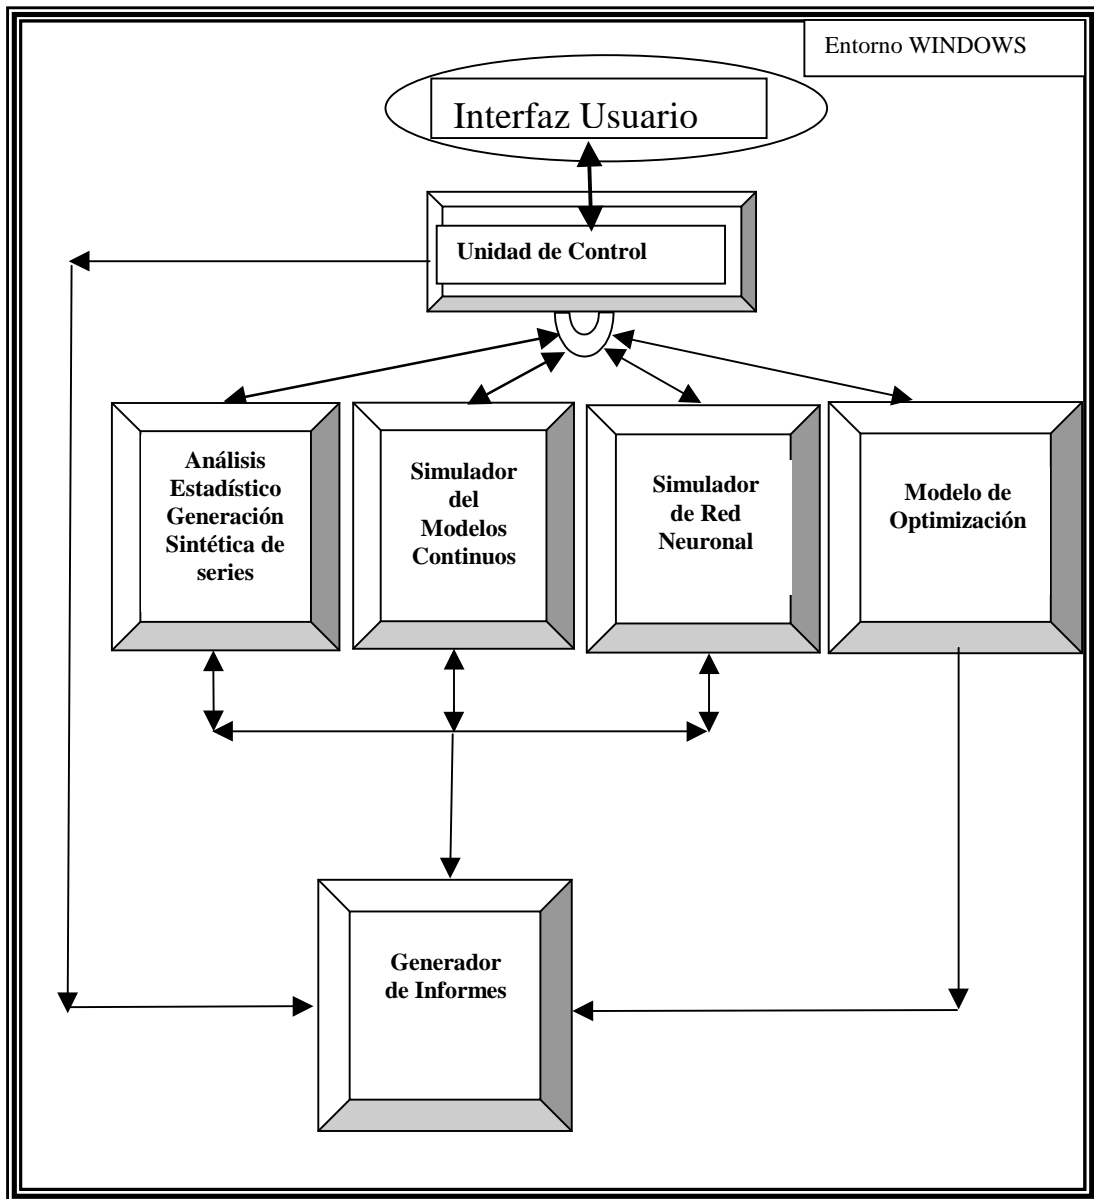 Entorno WINDOWS
Interfaz Usuario
Unidad de Control
Análisis
Estadístico
Generación
Sintética de
series
Simulador
del
Modelos
Continuos
Simulador
de Red
Neuronal
Modelo de
Optimización
Generador
de Informes